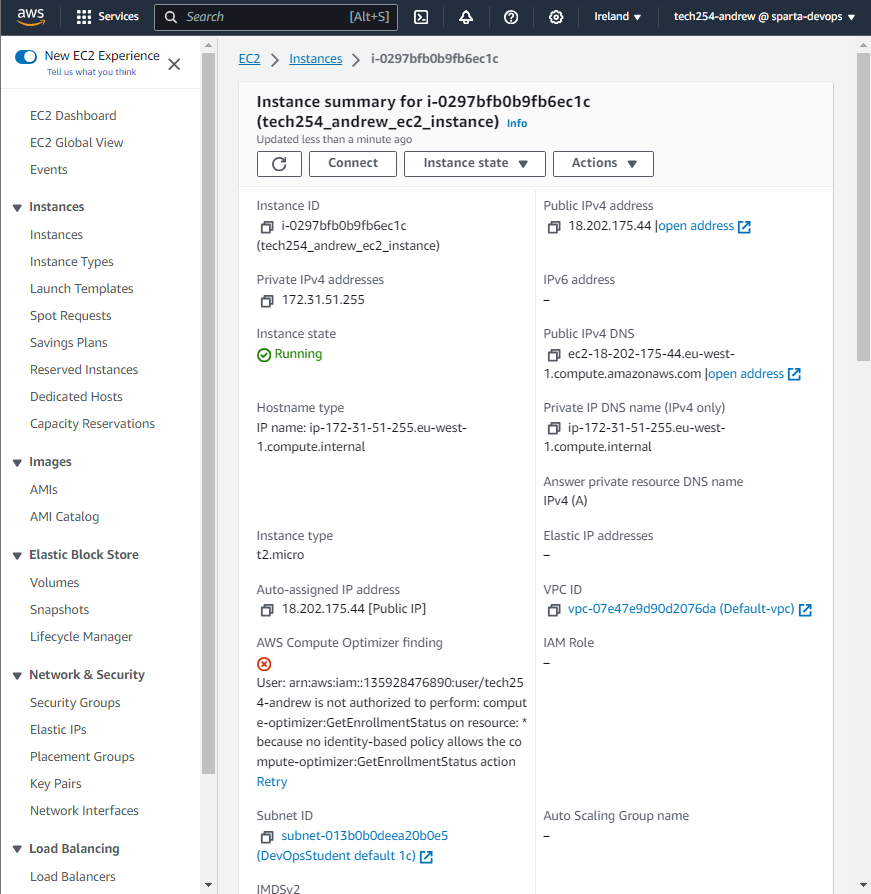 aws
Services
Search
[Alt+S]
Ireland
tech254-andrew @ sparta-devops
New EC2 Experience
Tell us what you think
EC2 Dashboard
EC2 Global View
Events
Instances
Instances
Instance Types
Launch Templates
Spot Requests
Savings Plans
Reserved Instances
Dedicated Hosts
Capacity Reservations
Images
AMIs
AMI Catalog
Elastic Block Store
Volumes
Snapshots
Lifecycle Manager
Network & Security
Security Groups
Elastic IPs
Placement Groups
Key Pairs
Network Interfaces
Load Balancing
Load Balancers
EC2
Instances
i-0297bfb0b9fb6ec1c
Instance summary for i-0297bfb0b9fb6ec1c
(tech254_andrew_ec2_instance) Info
Updated less than a minute ago
Connect
Instance state
Actions
Instance ID
i-0297bfb0b9fb6ec1c
(tech254_andrew_ec2_instance)
Public IPv4 address
18.202.175.44 |open address
Private IPv4 addresses
172.31.51.255
IPv6 address
–
Instance state
Running
Public IPv4 DNS
ec2-18-202-175-44.eu-west-
1.compute.amazonaws.com |open address
Hostname type
IP name: ip-172-31-51-255.eu-west-
1.compute.internal
Private IP DNS name (IPv4 only)
ip-172-31-51-255.eu-west-
1.compute.internal
Answer private resource DNS name
IPv4 (A)
Instance type
t2.micro
Elastic IP addresses
–
Auto-assigned IP address
18.202.175.44 [Public IP]
VPC ID
vpc-07e47e9d90d2076da (Default-vpc)
AWS Compute Optimizer finding
User: arn:aws:iam::135928476890:user/tech25
4-andrew is not authorized to perform: comput
e-optimizer:GetEnrollmentStatus on resource: *
because no identity-based policy allows the co
mpute-optimizer:GetEnrollmentStatus action
Retry
IAM Role
–
Subnet ID
subnet-013b0b0deea20b0e5
(DevOpsStudent default 1c)
Auto Scaling Group name
–
IMDSv2